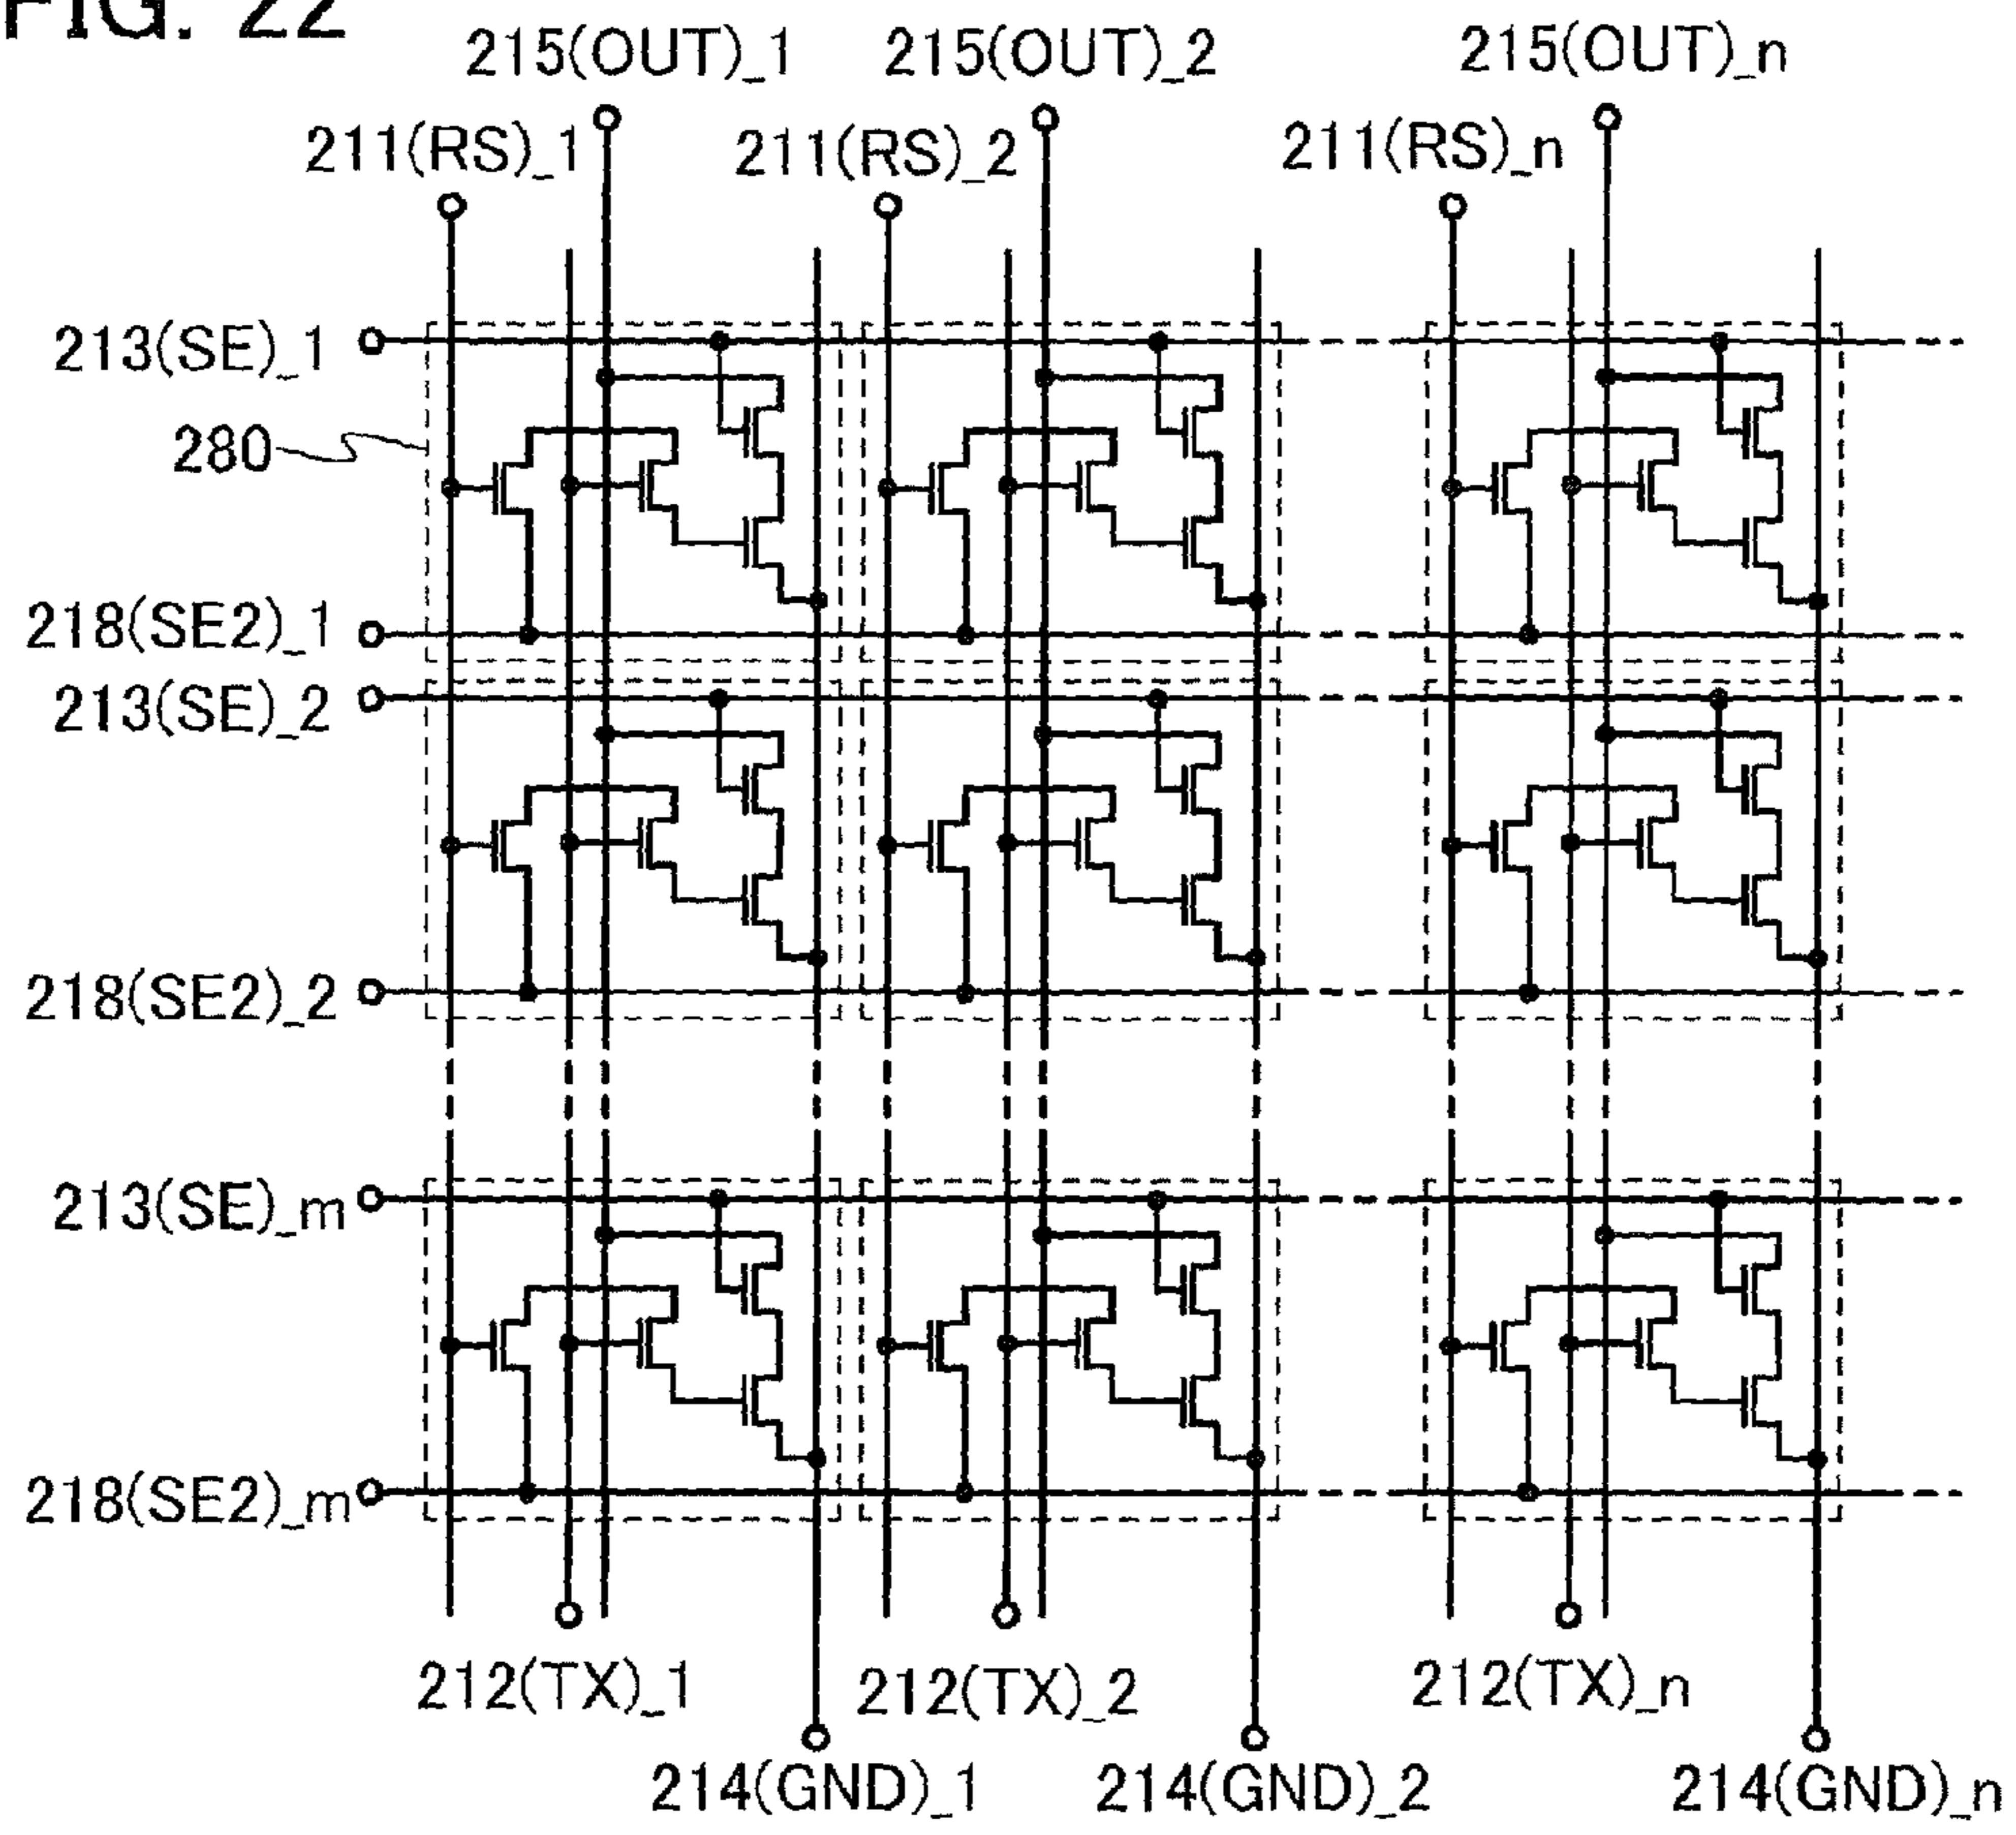 FIG. 22
215(OUT)_1 215(OUT)_2 215(OUT)_n
211(RS)_1 211(RS)_2 211(RS)_n
213(SE)_1
280
218(SE2)_1
213(SE)_2
218(SE2)_2
213(SE)_m
218(SE2)_m
212(TX)_1 212(TX)_2 212(TX)_n
214(GND)_1 214(GND)_2 214(GND)_n